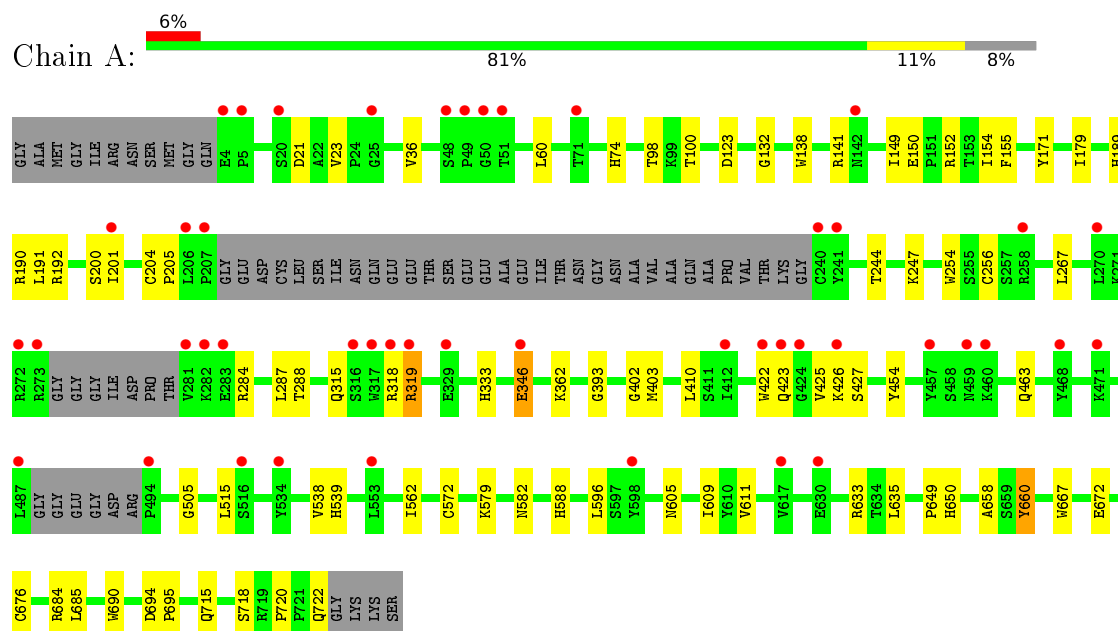 Chain A:
6%
81%
11%
8%
GLY ALA MET GLY ILE ARG ASN SER MET GLY GLN E4 P5 S20 D21 A22 V23 P24 G25 V36 S48 P49 G50 T51 L60 T71 H74 T98 K99 T100 D123 G132 W138 R141 N142 I149 E150 P151 R152 T153 I154 F155 Y171 I179 H189
R190 L191 R192 S200 I201 C204 P205 L206 P207 GLY GLU ASP CYS LEU SER ILE ASN GLN GLU GLU THR SER GLU GLU ALA GLU ILE THR ASN GLY ASN ALA VAL ALA GLN ALA PRO VAL THR LYS GLY C240 Y241 T244 K247 W254 S255 C256 S257 R258 L267 L270 K271
R272 R273 GLY GLY GLY ILE ASP PRO THR V281 K282 E283 R284 L287 T288 Q315 S316 W317 R318 R319 E329 H333 E346 K362 G393 G402 M403 L410 S411 I412 W422 Q423 G424 V425 K426 S427 Y454 Y457 S458 N459 K460 Q463 Y468 K471
L487 GLY GLY GLU GLY ASP ARG P494 G505 L515 S516 Y534 V538 H539 L553 I562 C572 K579 N582 H588 L596 S597 Y598 N605 I609 Y610 V611 V617 E630 R633 T634 L635 P649 H650 A658 S659 Y660 W667 E672
C676 R684 L685 W690 D694 P695 Q715 S718 R719 P720 P721 Q722 GLY LYS LYS SER